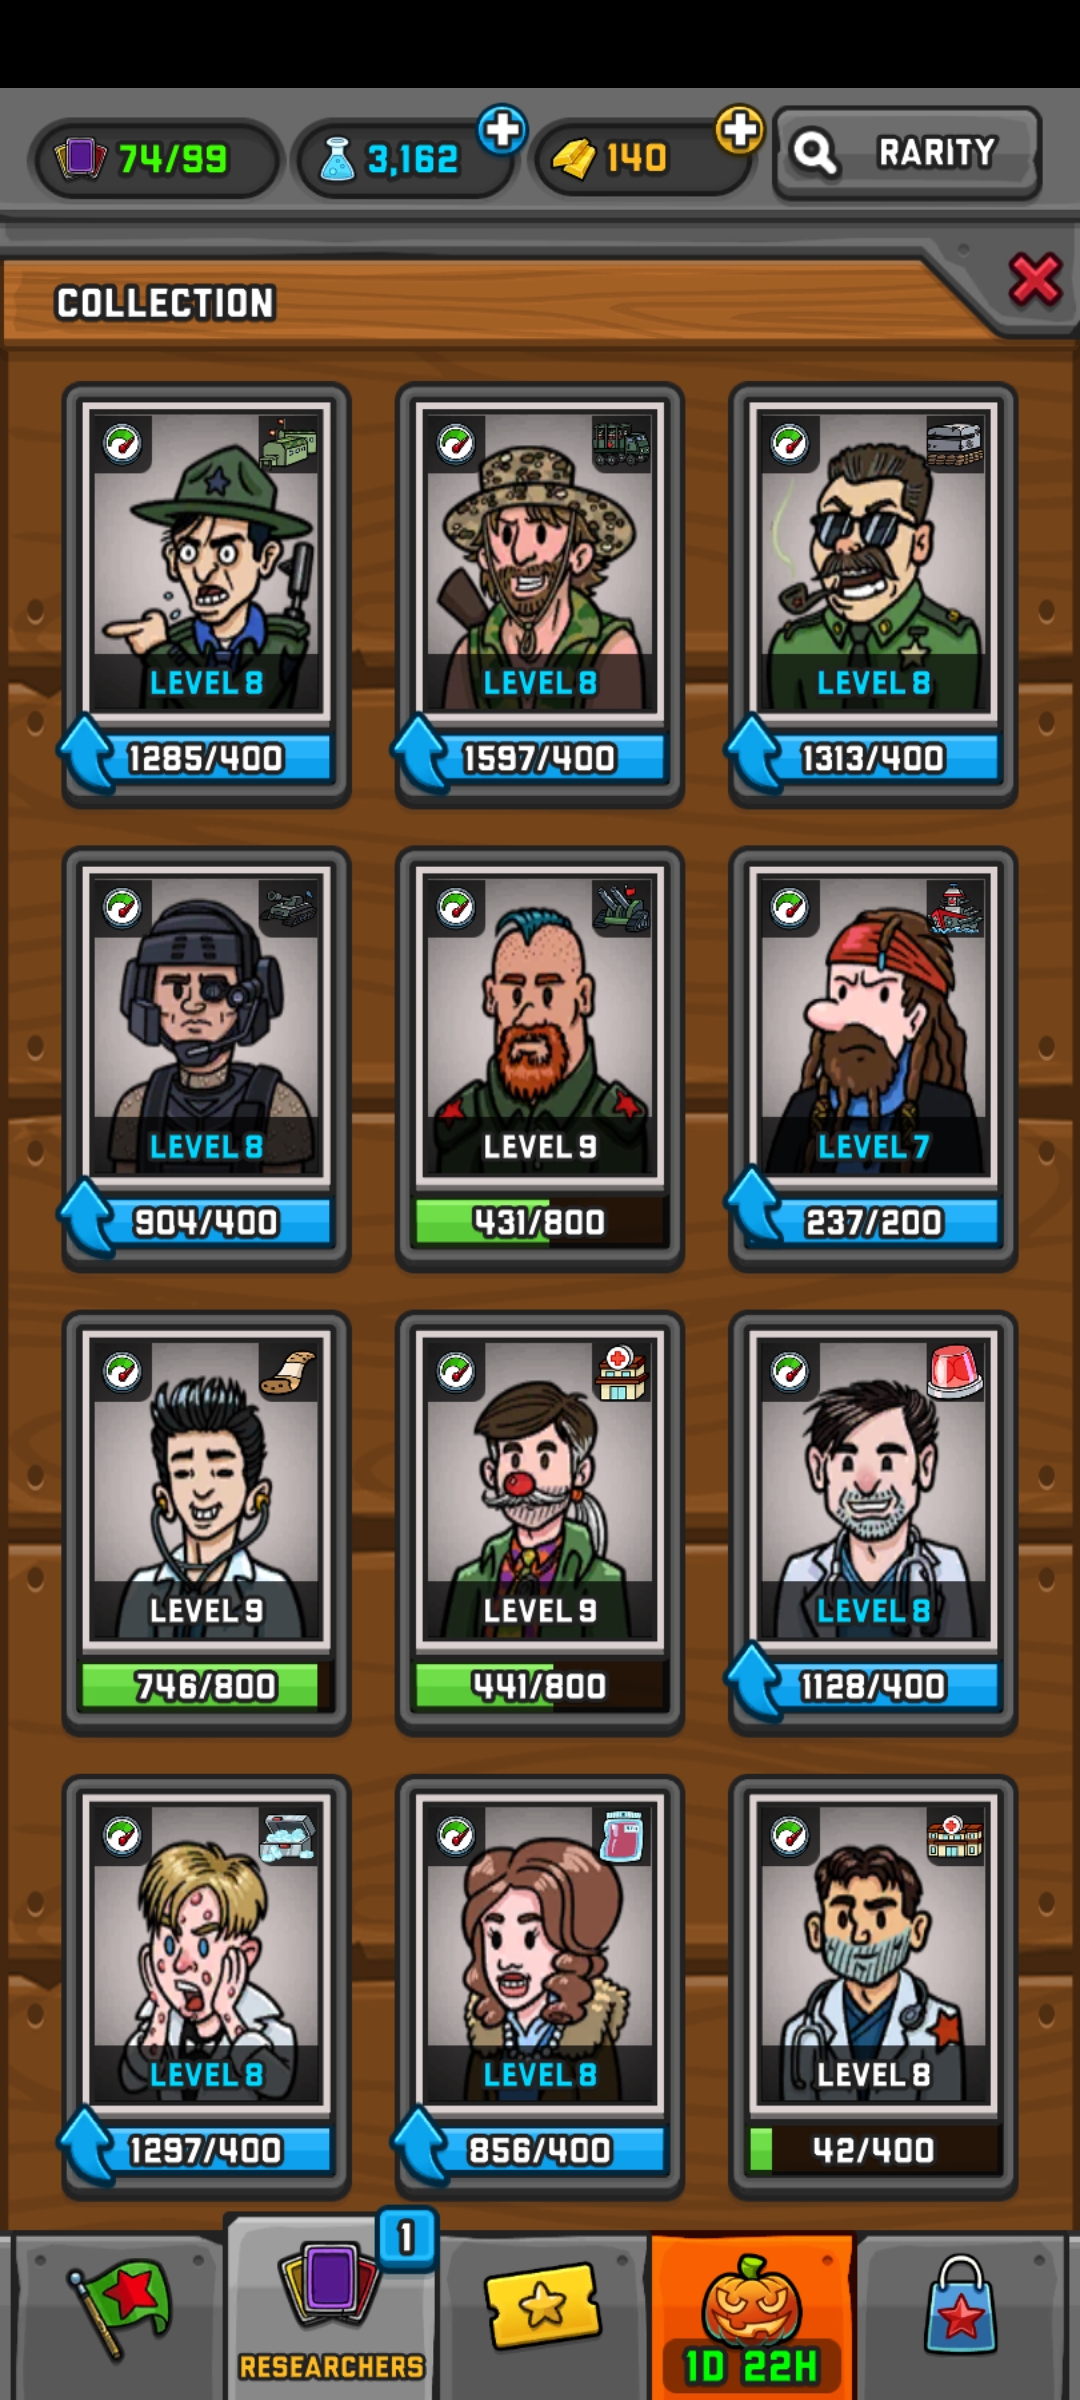 74/99 3,162 140 RARITY
COLLECTION
LEVEL 8 LEVEL 8 LEVEL 8
1285/400 1597/400 1313/400
LEVEL 8 LEVEL 9 LEVEL 7
904/400 431/800 237/200
LEVEL 9 LEVEL 9 LEVEL 8
746/800 441/800 1128/400
LEVEL 8 LEVEL 8 LEVEL 8
1297/400 856/400 42/400
1
RESEARCHERS 1D 22H